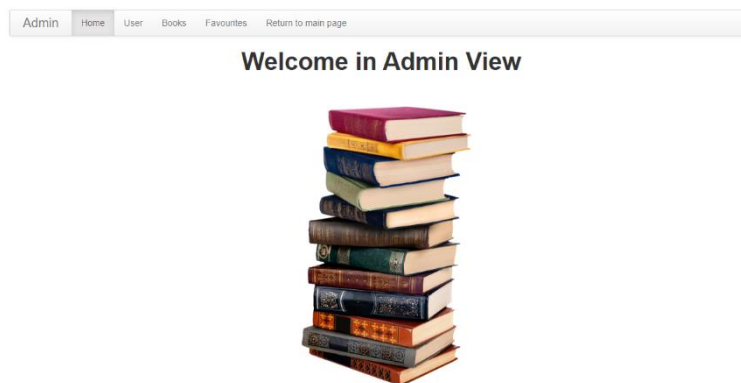 Admin Home User Books Favourites Return to main page
Welcome in Admin View